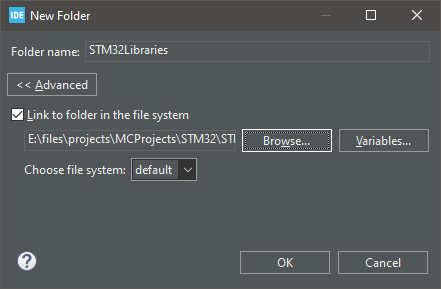 IDE New Folder
Folder name: STM32Libraries
<< Advanced
Link to folder in the file system
E:\files\projects\MCProjects\STM32\STI Browse... Variables...
Choose file system: default
? OK Cancel